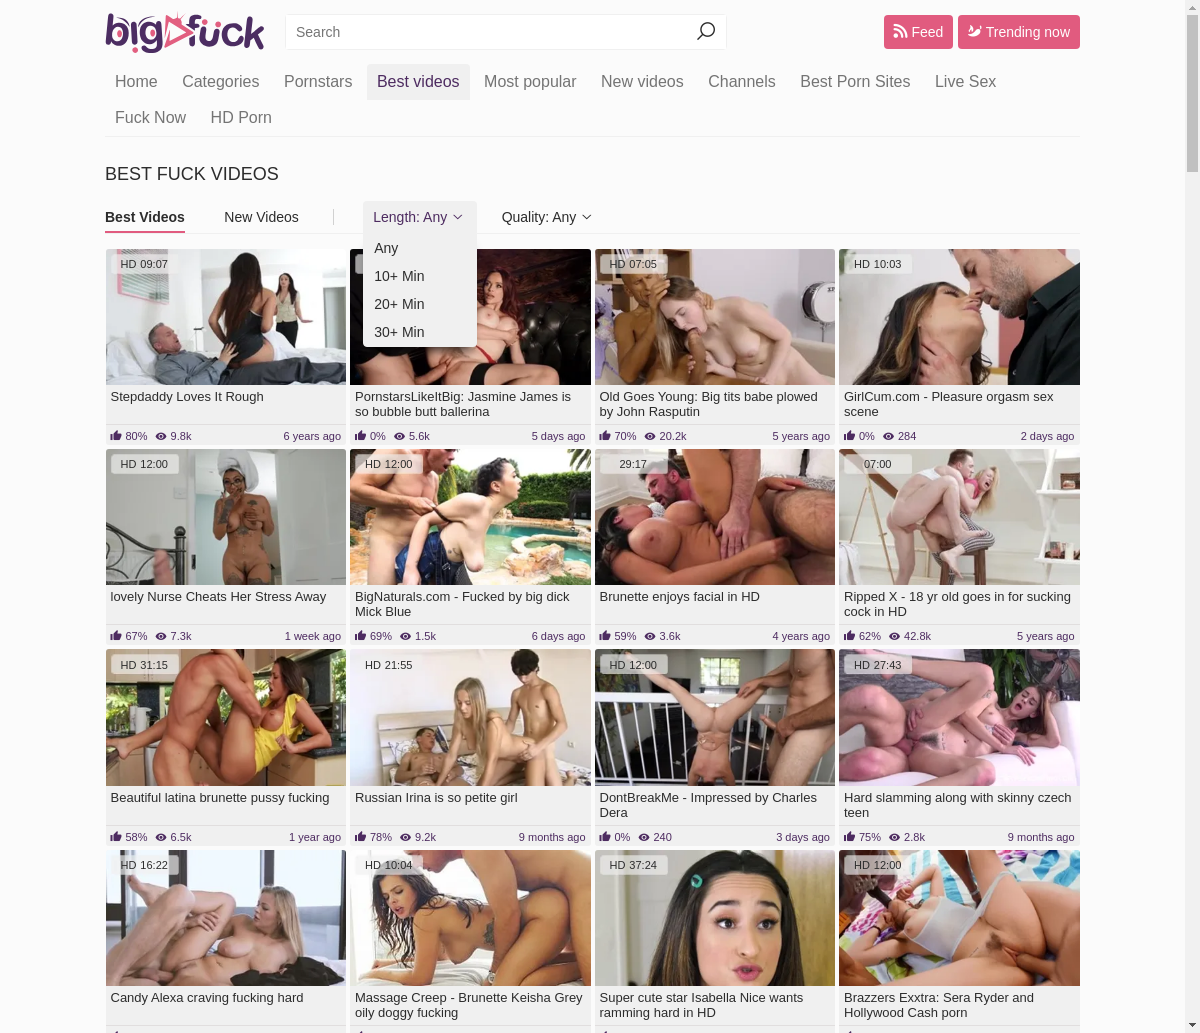 bigfuck
Search
Feed
Trending now
Home Categories Pornstars Best videos Most popular New videos Channels Best Porn Sites Live Sex
Fuck Now HD Porn
BEST FUCK VIDEOS
Best Videos New Videos Length: Any Quality: Any
Any
10+ Min
20+ Min
30+ Min
HD 09:07
Stepdaddy Loves It Rough
80% 9.8k 6 years ago
PornstarsLikeItBig: Jasmine James is
so bubble butt ballerina
0% 5.6k 5 days ago
HD 07:05
Old Goes Young: Big tits babe plowed
by John Rasputin
70% 20.2k 5 years ago
HD 10:03
GirlCum.com - Pleasure orgasm sex
scene
0% 284 2 days ago
HD 12:00
lovely Nurse Cheats Her Stress Away
67% 7.3k 1 week ago
HD 12:00
BigNaturals.com - Fucked by big dick
Mick Blue
69% 1.5k 6 days ago
29:17
Brunette enjoys facial in HD
59% 3.6k 4 years ago
07:00
Ripped X - 18 yr old goes in for sucking
cock in HD
62% 42.8k 5 years ago
HD 31:15
Beautiful latina brunette pussy fucking
58% 6.5k 1 year ago
HD 21:55
Russian Irina is so petite girl
78% 9.2k 9 months ago
HD 12:00
DontBreakMe - Impressed by Charles
Dera
0% 240 3 days ago
HD 27:43
Hard slamming along with skinny czech
teen
75% 2.8k 9 months ago
HD 16:22
Candy Alexa craving fucking hard
HD 10:04
Massage Creep - Brunette Keisha Grey
oily doggy fucking
HD 37:24
Super cute star Isabella Nice wants
ramming hard in HD
HD 12:00
Brazzers Exxtra: Sera Ryder and
Hollywood Cash porn